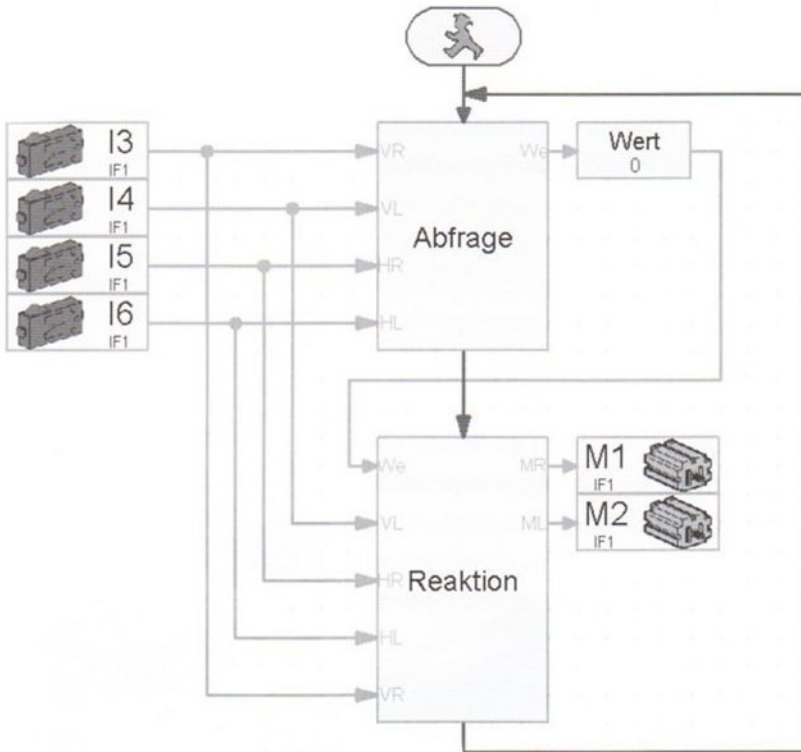 I3
IF1
I4
IF1
I5
IF1
I6
IF1
VR
VL
HR
HL
Abfrage
We
Wert
0
We
VL
HR
HL
VR
Reaktion
MR
ML
M1
IF1
M2
IF1